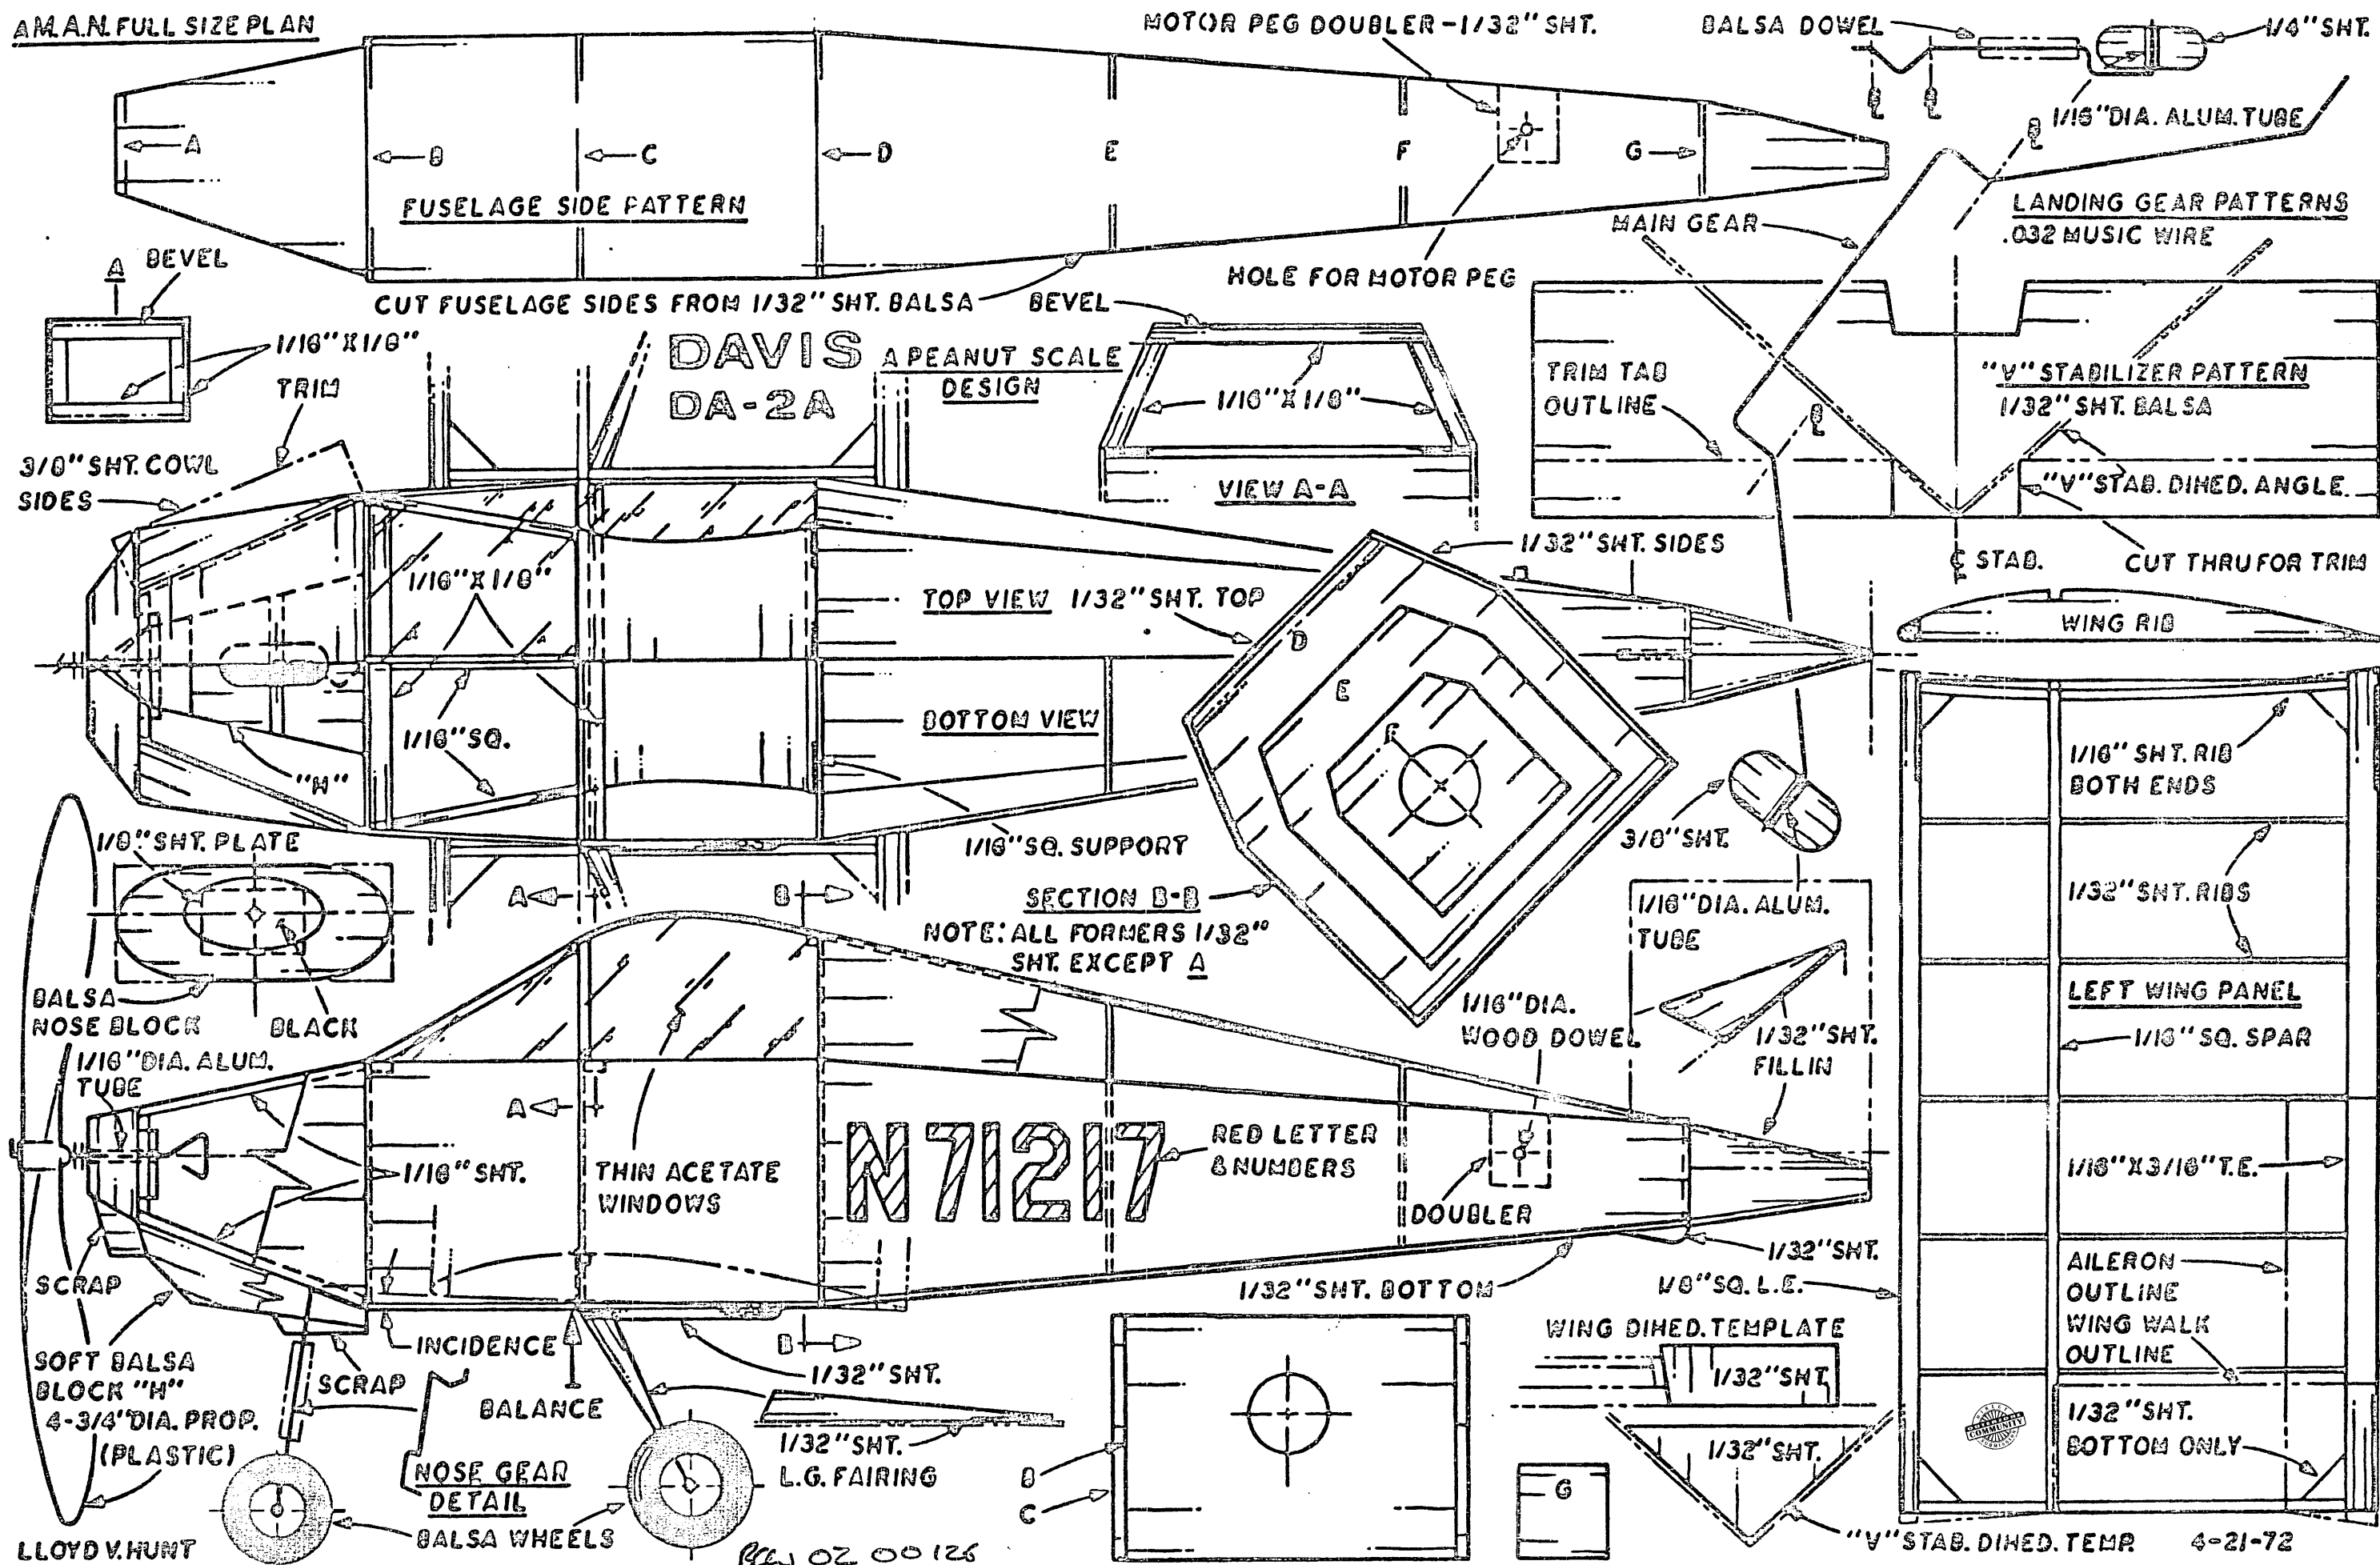 A M.A.N. FULL SIZE PLAN
MOTOR PEG DOUBLER-1/32" SHT.
BALSA DOWEL
1/4" SHT.
1/16" DIA. ALUM. TUBE
A
B
C
D
E
F
G
FUSELAGE SIDE PATTERN
MAIN GEAR
LANDING GEAR PATTERNS
.032 MUSIC WIRE
HOLE FOR MOTOR PEG
CUT FUSELAGE SIDES FROM 1/32" SHT. BALSA
A
BEVEL
1/16" X 1/8"
TRIM
3/8" SHT. COWL
SIDES
DAVIS
DA-2A
A PEANUT SCALE
DESIGN
BEVEL
1/16" X 1/8"
VIEW A-A
TRIM TAB
OUTLINE
"V" STABILIZER PATTERN
1/32" SHT. BALSA
"V" STAB. DIHED. ANGLE.
℄ STAB.
CUT THRU FOR TRIM
1/16" X 1/8"
TOP VIEW
1/32" SHT. TOP
1/32" SHT. SIDES
D
E
F
WING RIB
1/16" SQ.
"H"
BOTTOM VIEW
1/16" SQ. SUPPORT
SECTION B-B
NOTE: ALL FORMERS 1/32"
SHT. EXCEPT A
3/8" SHT.
1/16" DIA. ALUM.
TUBE
1/16" SHT. RIB
BOTH ENDS
1/32" SHT. RIBS
LEFT WING PANEL
1/16" SQ. SPAR
1/8" SHT. PLATE
BALSA
NOSE BLOCK
BLACK
A
B
1/16" DIA. ALUM.
TUBE
1/16" DIA.
WOOD DOWEL
1/32" SHT.
FILLIN
A
1/16" SHT.
THIN ACETATE
WINDOWS
N71217
RED LETTER
& NUMBERS
DOUBLER
1/16" X 3/16" T.E.
1/32" SHT.
1/32" SHT. BOTTOM
1/8" SQ. L.E.
AILERON
OUTLINE
WING WALK
OUTLINE
SCRAP
SOFT BALSA
BLOCK "H"
4-3/4" DIA. PROP.
(PLASTIC)
INCIDENCE
SCRAP
BALANCE
B
1/32" SHT.
1/32" SHT.
L.G. FAIRING
NOSE GEAR
DETAIL
BALSA WHEELS
B
C
G
WING DIHED. TEMPLATE
1/32" SHT.
1/32" SHT.
"V" STAB. DIHED. TEMP.
1/32" SHT.
BOTTOM ONLY
COMMUNITY
LLOYD V. HUNT
02 00126
4-21-72